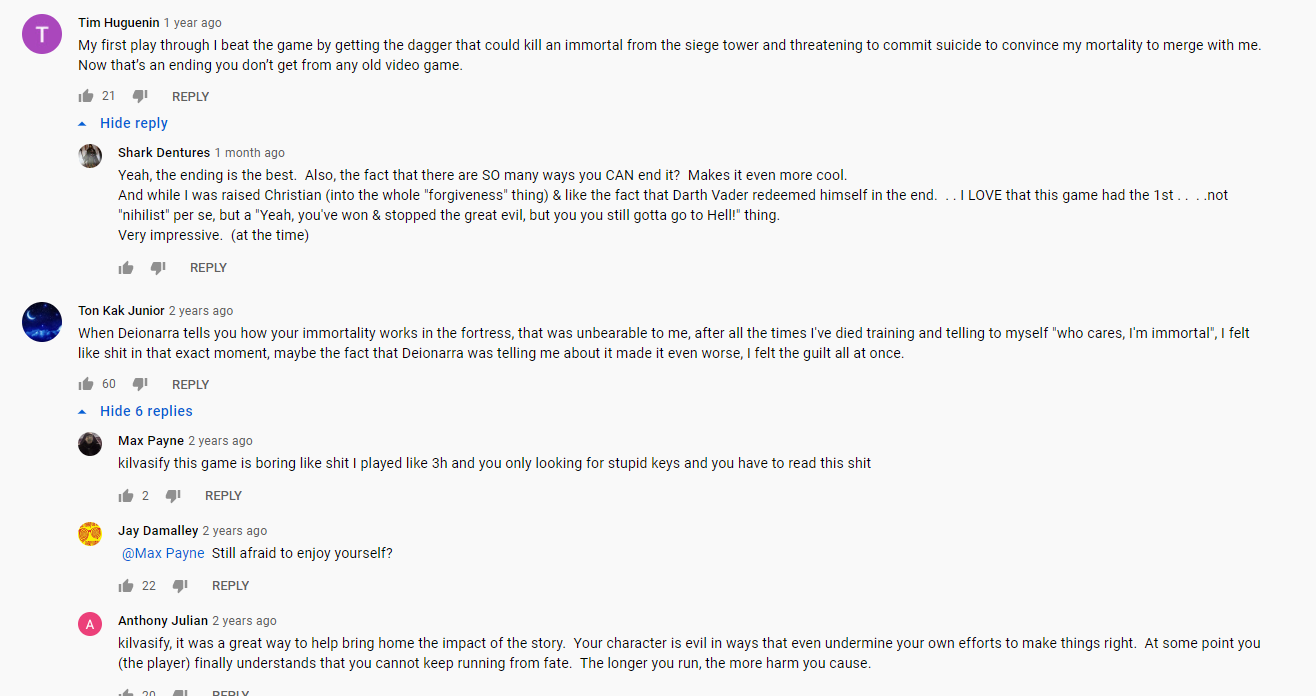 T
Tim Huguenin 1 year ago
My first play through I beat the game by getting the dagger that could kill an immortal from the siege tower and threatening to commit suicide to convince my mortality to merge with me.
Now that's an ending you don't get from any old video game.
21 REPLY
Hide reply
Shark Dentures 1 month ago
Yeah, the ending is the best.  Also, the fact that there are SO many ways you CAN end it?  Makes it even more cool.
And while I was raised Christian (into the whole "forgiveness" thing) & like the fact that Darth Vader redeemed himself in the end.  . . I LOVE that this game had the 1st . .  . .not
"nihilist" per se, but a "Yeah, you've won & stopped the great evil, but you you still gotta go to Hell!" thing.
Very impressive.  (at the time)
REPLY
Ton Kak Junior 2 years ago
When Deionarra tells you how your immortality works in the fortress, that was unbearable to me, after all the times I've died training and telling to myself "who cares, I'm immortal", I felt
like shit in that exact moment, maybe the fact that Deionarra was telling me about it made it even worse, I felt the guilt all at once.
60 REPLY
Hide 6 replies
Max Payne 2 years ago
kilvasify this game is boring like shit I played like 3h and you only looking for stupid keys and you have to read this shit
2 REPLY
Jay Damalley 2 years ago
@Max Payne  Still afraid to enjoy yourself?
22 REPLY
A
Anthony Julian 2 years ago
kilvasify, it was a great way to help bring home the impact of the story.  Your character is evil in ways that even undermine your own efforts to make things right.  At some point you
(the player) finally understands that you cannot keep running from fate.  The longer you run, the more harm you cause.
20 REPLY